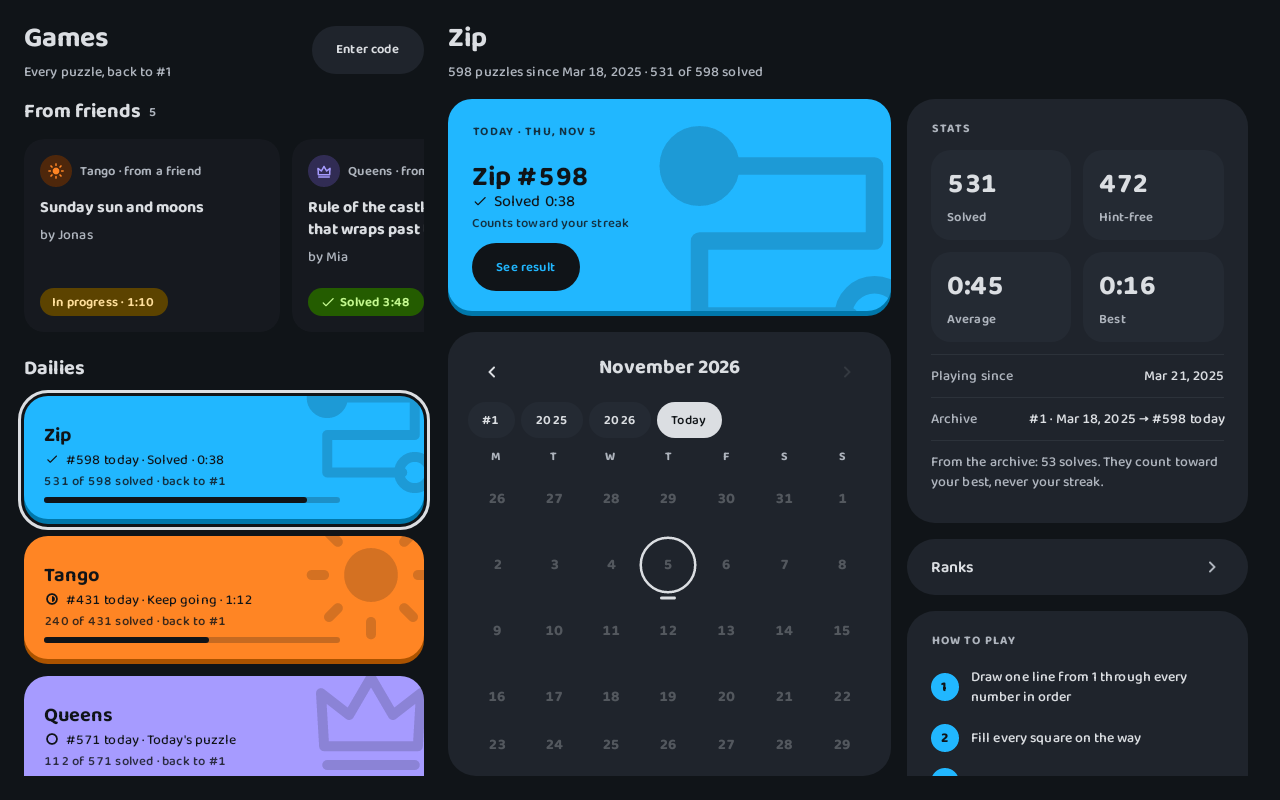 Games
Every puzzle, back to #1
Enter code
From friends 5
Tango · from a friend
Sunday sun and moons
by Jonas
In progress · 1:10
Queens · from
Rule of the castl
that wraps past
by Mia
Solved 3:48
Dailies
Zip
#598 today · Solved · 0:38
531 of 598 solved · back to #1
Tango
#431 today · Keep going · 1:12
240 of 431 solved · back to #1
Queens
#571 today · Today's puzzle
112 of 571 solved · back to #1
Zip
598 puzzles since Mar 18, 2025 · 531 of 598 solved
TODAY · THU, NOV 5
Zip #598
Solved 0:38
Counts toward your streak
See result
November 2026
#1 2025 2026 Today
M T W T F S S
26 27 28 29 30 31 1
2 3 4 5 6 7 8
9 10 11 12 13 14 15
16 17 18 19 20 21 22
23 24 25 26 27 28 29
STATS
531
Solved
472
Hint-free
0:45
Average
0:16
Best
Playing since Mar 21, 2025
Archive #1 · Mar 18, 2025 → #598 today
From the archive: 53 solves. They count toward
your best, never your streak.
Ranks
HOW TO PLAY
1 Draw one line from 1 through every
number in order
2 Fill every square on the way